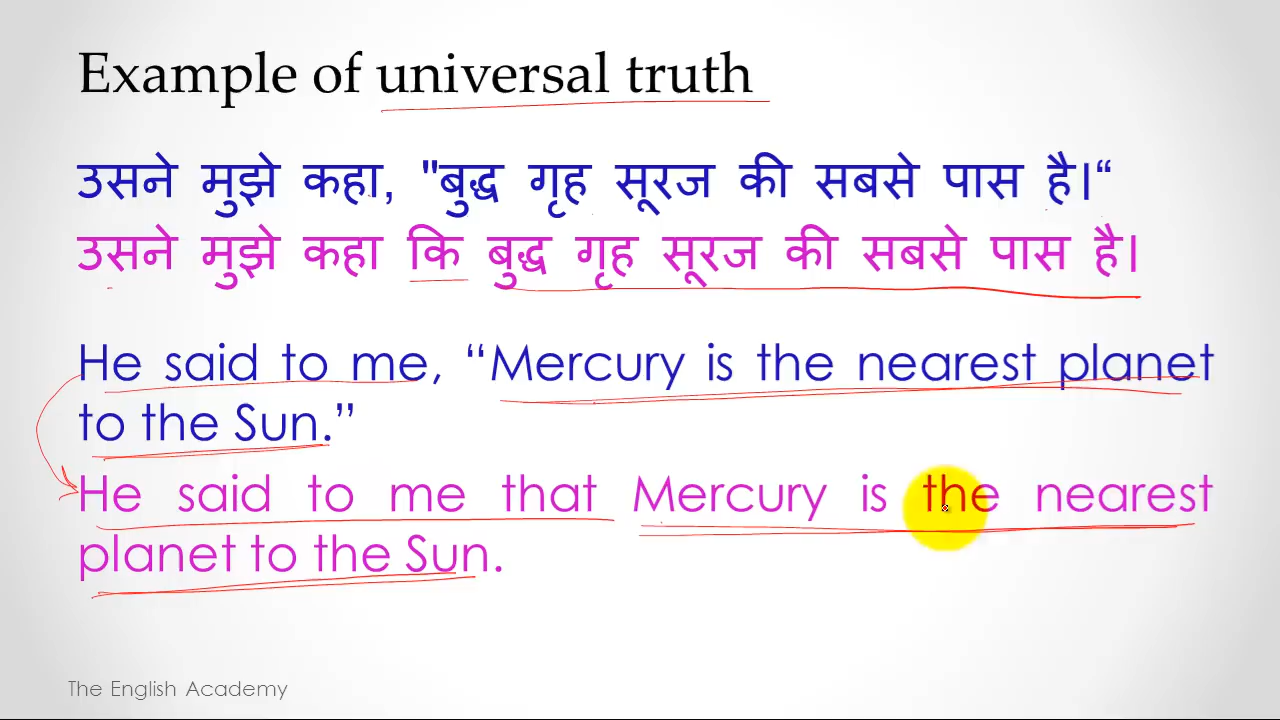 Example of universal truth
उसने मुझे कहा, "बुद्ध गृह सूरज की सबसे पास है।“
उसने मुझे कहा कि बुद्ध गृह सूरज की सबसे पास है।
He said to me, “Mercury is the nearest planet
to the Sun.”
He said to me that Mercury is the nearest
planet to the Sun.
The English Academy